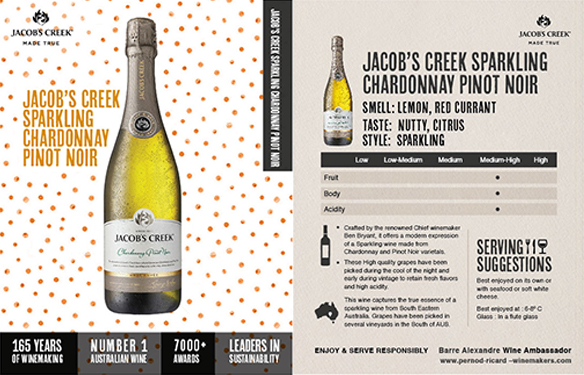 JACOB'S CREEK
MADE TRUE
JACOB'S CREEK
SPARKLING
CHARDONNAY
PINOT NOIR
JACOB'S CREEK SPARKLING CHARDONNAY PINOT NOIR
JACOB'S CREEK
Chardonnay Pinot Noir
165 YEARS
OF WINEMAKING
NUMBER 1
AUSTRALIAN WINE
7000+
AWARDS
LEADERS IN
SUSTAINABILITY
JACOB'S CREEK
MADE TRUE
JACOB'S CREEK SPARKLING
CHARDONNAY PINOT NOIR
SMELL: LEMON, RED CURRANT
TASTE: NUTTY, CITRUS
STYLE: SPARKLING
Low Low-Medium Medium Medium-High High
Fruit
Body
Acidity
• Crafted by the renowned Chief winemaker
Ben Bryant, it offers a modern expression
of a Sparkling wine made from
Chardonnay and Pinot Noir varietals.
• These High quality grapes have been
picked during the cool of the night and
early during vintage to retain fresh flavors
and high acidity.
This wine captures the true essence of a
sparkling wine from South Eastern
Australia. Grapes have been picked in
several vineyards in the South of AUS.
SERVING
SUGGESTIONS
Best enjoyed on its own or
with seafood or soft white
cheese.
Best enjoyed at : 6-8º C
Glass : in a flute glass
ENJOY & SERVE RESPONSIBLY
Barre Alexandre Wine Ambassador
www.pernod-ricard -winemakers.com